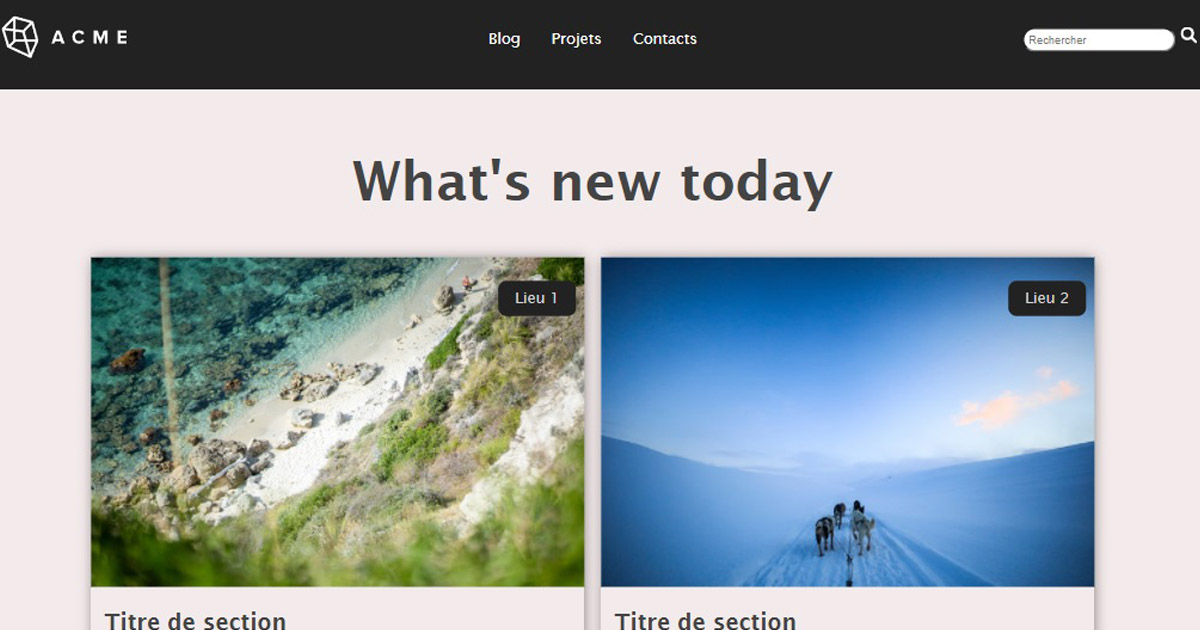 ACME
Blog Projets Contacts
Rechercher
What's new today
Lieu 1
Lieu 2
Titre de section
Titre de section